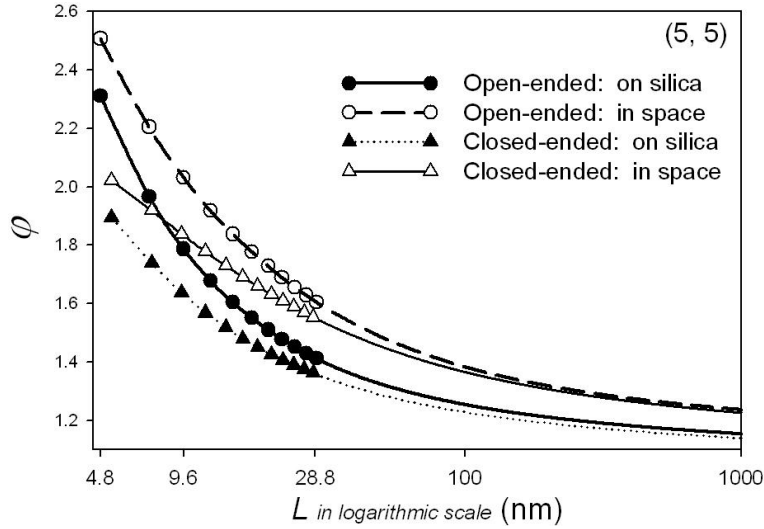 (5, 5)
2.6
2.4
2.2
2.0
1.8
1.6
1.4
1.2
φ
Open-ended: on silica
Open-ended: in space
Closed-ended: on silica
Closed-ended: in space
4.8 9.6 28.8 100 1000
L in logarithmic scale (nm)